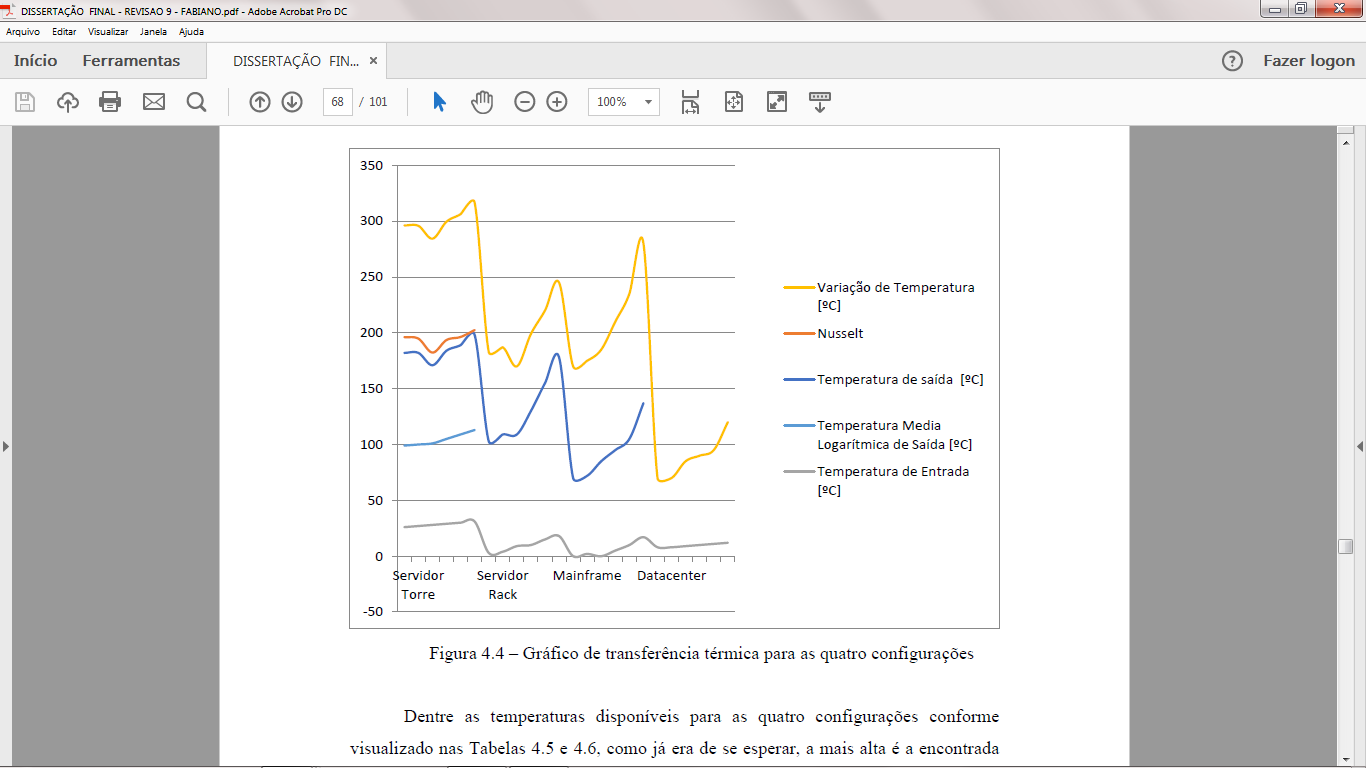 DISSERTAÇÃO FINAL - REVISAO 9 - FABIANO.pdf - Adobe Acrobat Pro DC
Arquivo Editar Visualizar Janela Ajuda
Início Ferramentas DISSERTAÇÃO FIN... × ? Fazer logon
68 / 101 100%
350
300
250
200
150
100
50
0
-50
Servidor Torre
Servidor Rack
Mainframe
Datacenter
Variação de Temperatura
[ºC]
Nusselt
Temperatura de saída [ºC]
Temperatura Media
Logarítmica de Saída [ºC]
Temperatura de Entrada
[ºC]
Figura 4.4 – Gráfico de transferência térmica para as quatro configurações
Dentre as temperaturas disponíveis para as quatro configurações conforme
visualizado nas Tabelas 4.5 e 4.6, como já era de se esperar, a mais alta é a encontrada